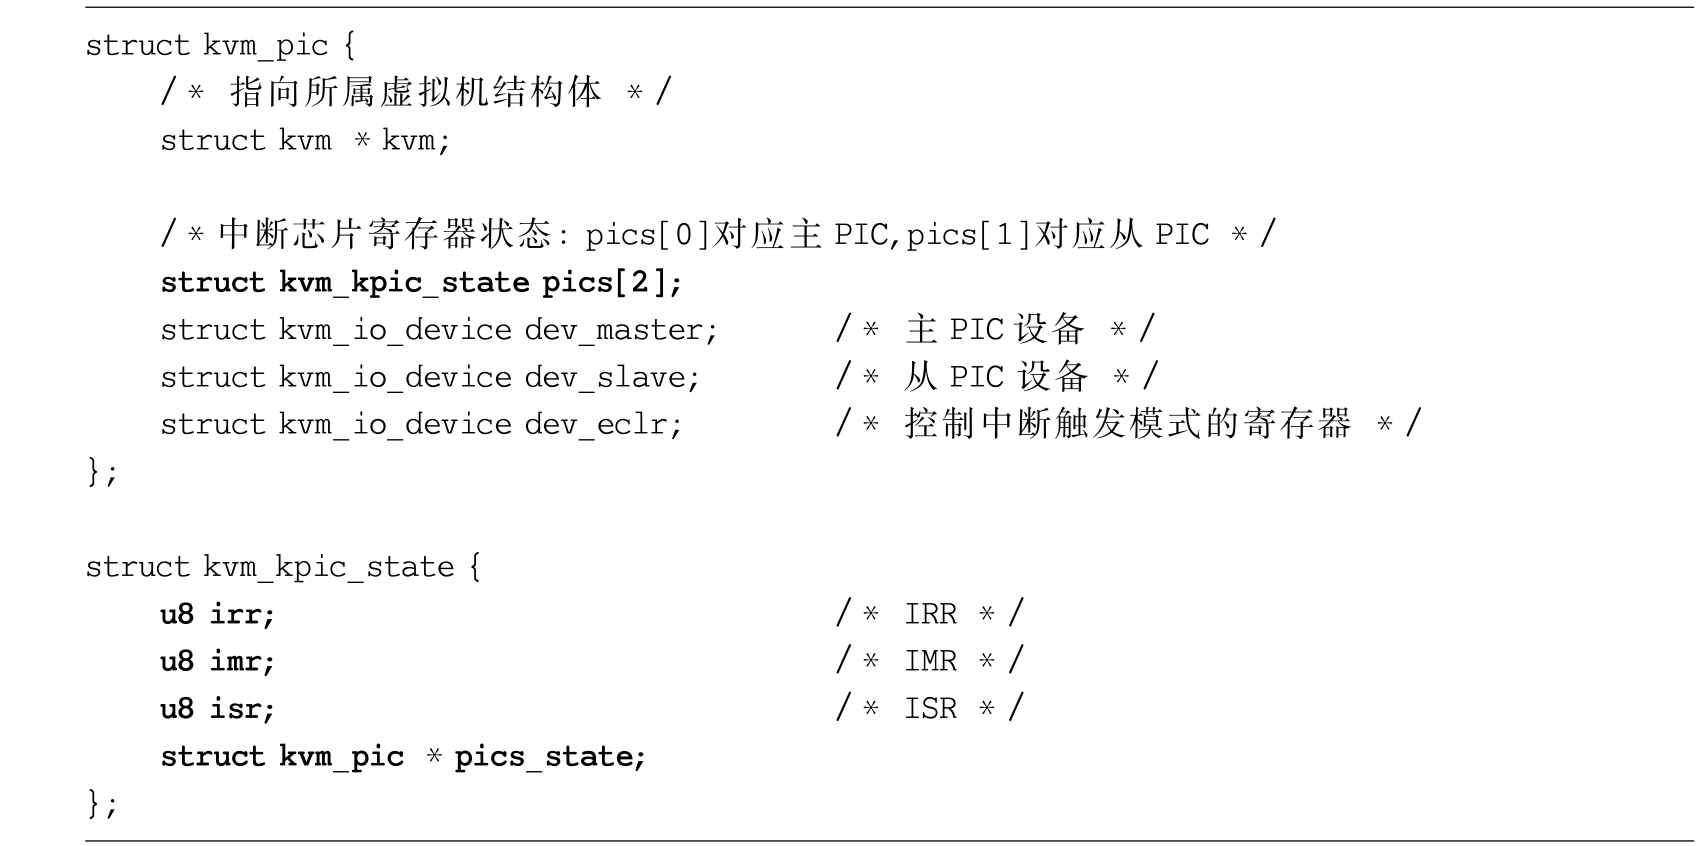 struct kvm_pic {
/* 指向所属虚拟机结构体 */
struct kvm *kvm;
/*中断芯片寄存器状态: pics[0]对应主 PIC,pics[1]对应从 PIC */
struct kvm_kpic_state pics[2];
struct kvm_io_device dev_master; /* 主 PIC 设备 */
struct kvm_io_device dev_slave; /* 从 PIC 设备 */
struct kvm_io_device dev_eclr; /* 控制中断触发模式的寄存器 */
};
struct kvm_kpic_state {
u8 irr; /* IRR */
u8 imr; /* IMR */
u8 isr; /* ISR */
struct kvm_pic *pics_state;
};